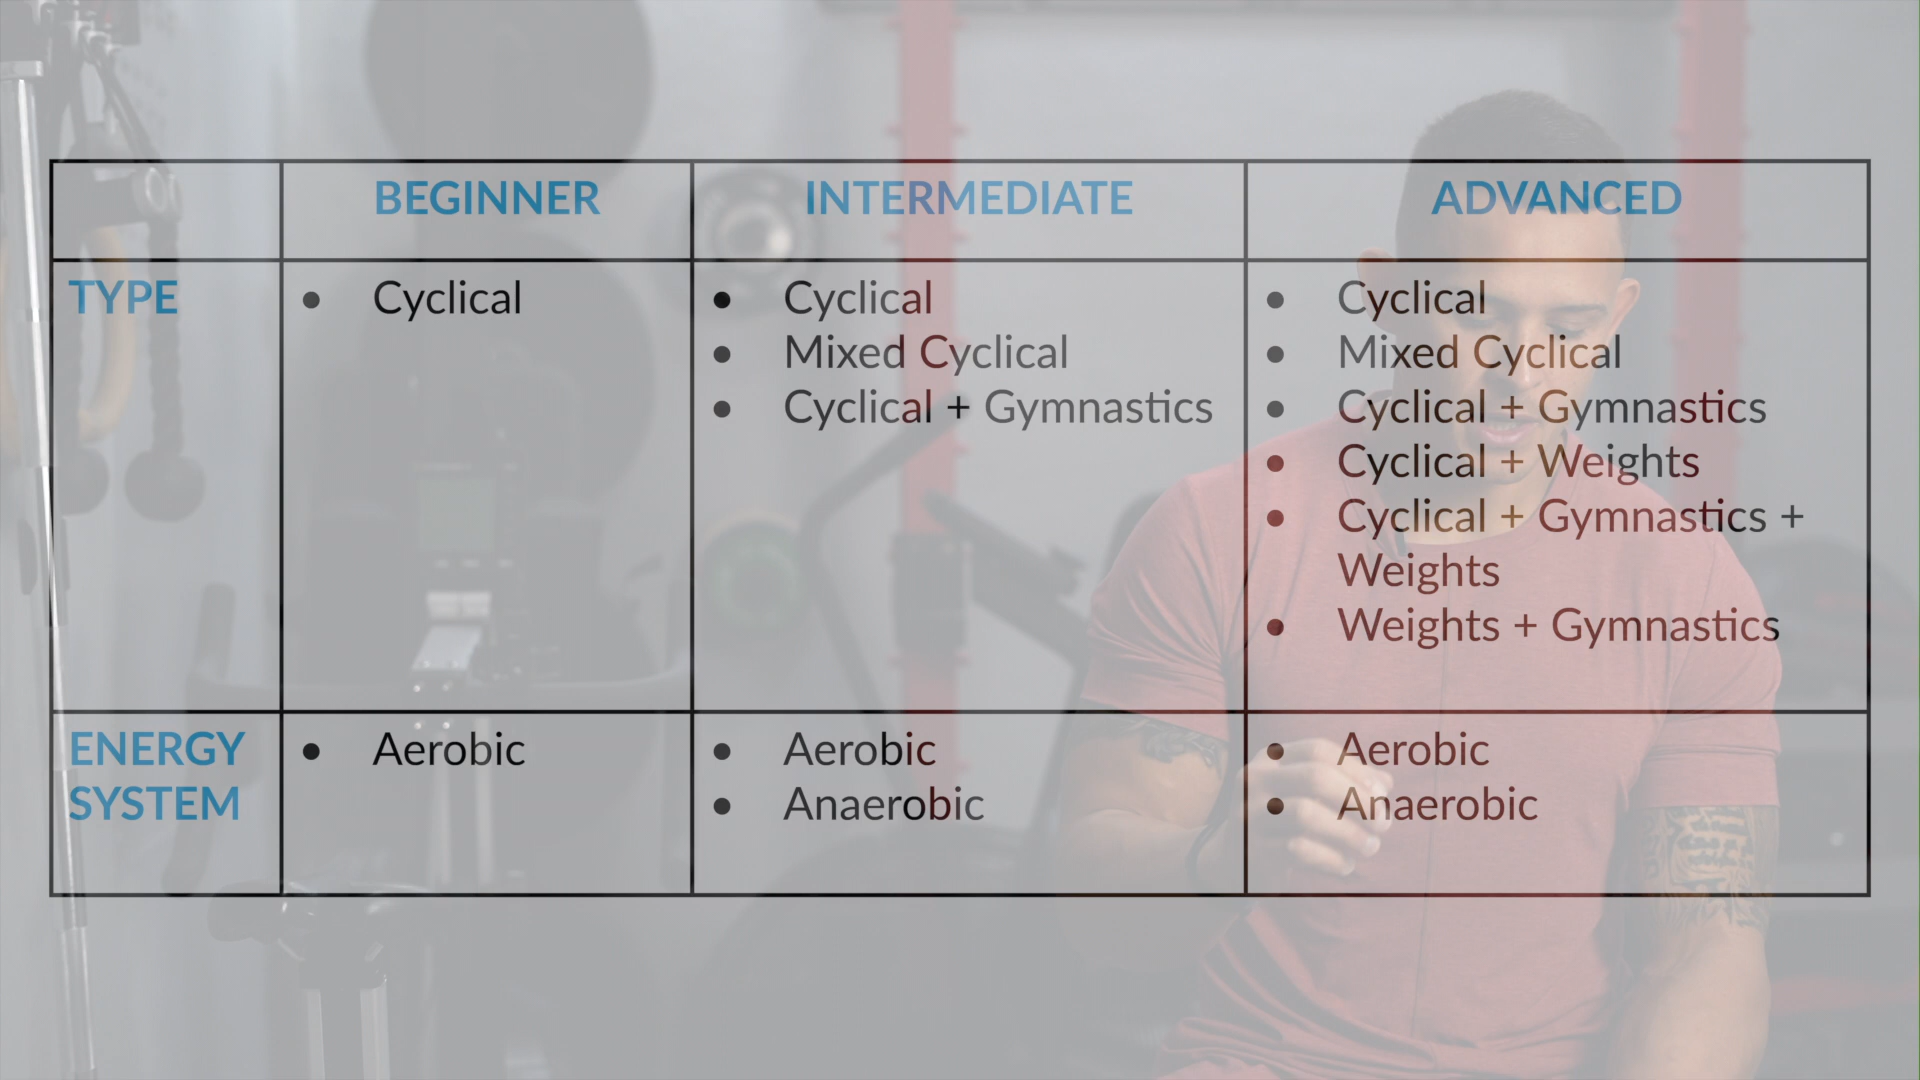 BEGINNER INTERMEDIATE ADVANCED
TYPE
• Cyclical
• Cyclical
• Mixed Cyclical
• Cyclical + Gymnastics
• Cyclical
• Mixed Cyclical
• Cyclical + Gymnastics
• Cyclical + Weights
• Cyclical + Gymnastics +
Weights
• Weights + Gymnastics
ENERGY
SYSTEM
• Aerobic
• Aerobic
• Anaerobic
• Aerobic
• Anaerobic